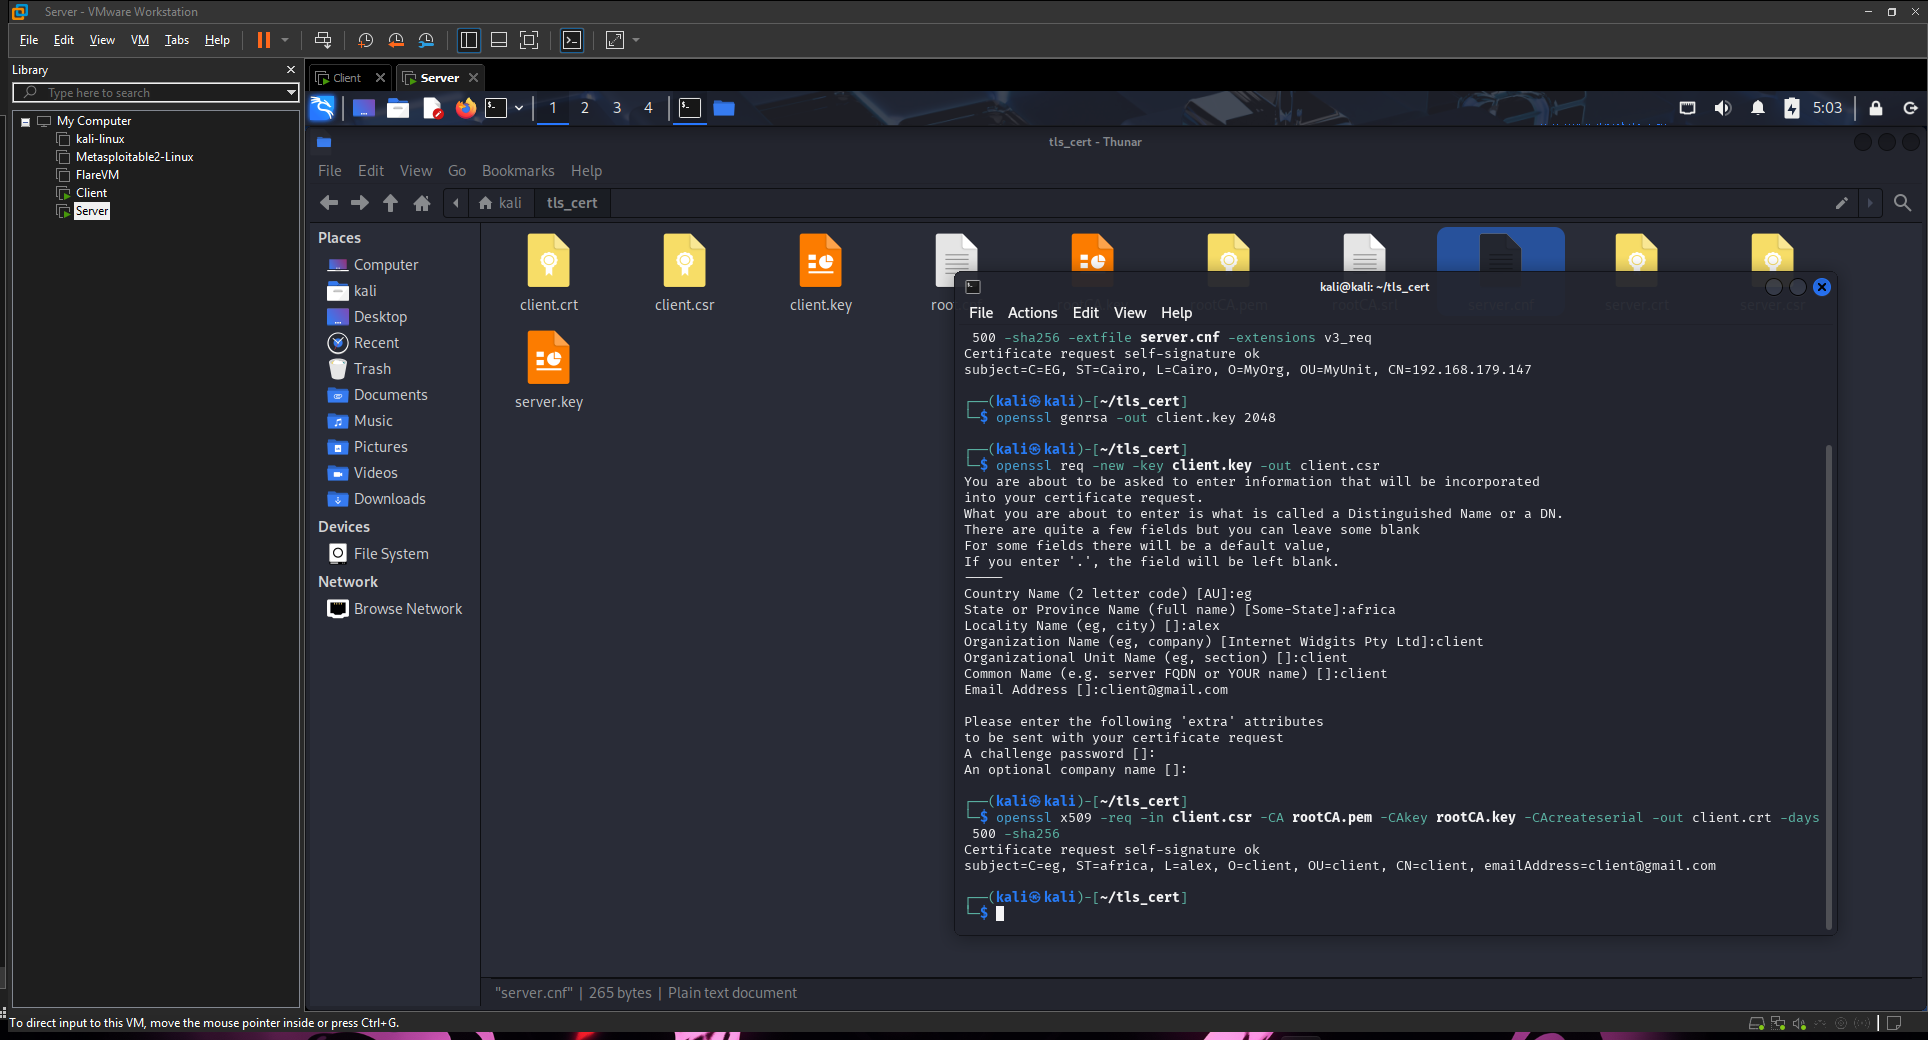 Server - VMware Workstation
File Edit View VM Tabs Help
Library
Type here to search
My Computer
kali-linux
Metasploitable2-Linux
FlareVM
Client
Server
Client
Server
1 2 3 4
5:03
tls_cert - Thunar
File Edit View Go Bookmarks Help
kali tls_cert
Places
Computer
kali
Desktop
Recent
Trash
Documents
Music
Pictures
Videos
Downloads
Devices
File System
Network
Browse Network
client.crt
client.csr
client.key
root
rootCA.pem
rootCA.srl
server.cnf
server.crt
server.csr
server.key
kali@kali: ~/tls_cert
File Actions Edit View Help
500 -sha256 -extfile server.cnf -extensions v3_req
Certificate request self-signature ok
subject=C=EG, ST=Cairo, L=Cairo, O=MyOrg, OU=MyUnit, CN=192.168.179.147
┌──(kali㉿kali)-[~/tls_cert]
└─$ openssl genrsa -out client.key 2048
┌──(kali㉿kali)-[~/tls_cert]
└─$ openssl req -new -key client.key -out client.csr
You are about to be asked to enter information that will be incorporated
into your certificate request.
What you are about to enter is what is called a Distinguished Name or a DN.
There are quite a few fields but you can leave some blank
For some fields there will be a default value,
If you enter '.', the field will be left blank.
-----
Country Name (2 letter code) [AU]:eg
State or Province Name (full name) [Some-State]:africa
Locality Name (eg, city) []:alex
Organization Name (eg, company) [Internet Widgits Pty Ltd]:client
Organizational Unit Name (eg, section) []:client
Common Name (e.g. server FQDN or YOUR name) []:client
Email Address []:client@gmail.com
Please enter the following 'extra' attributes
to be sent with your certificate request
A challenge password []:
An optional company name []:
┌──(kali㉿kali)-[~/tls_cert]
└─$ openssl x509 -req -in client.csr -CA rootCA.pem -CAkey rootCA.key -CAcreateserial -out client.crt -days
500 -sha256
Certificate request self-signature ok
subject=C=eg, ST=africa, L=alex, O=client, OU=client, CN=client, emailAddress=client@gmail.com
┌──(kali㉿kali)-[~/tls_cert]
└─$
"server.cnf" | 265 bytes | Plain text document
To direct input to this VM, move the mouse pointer inside or press Ctrl+G.